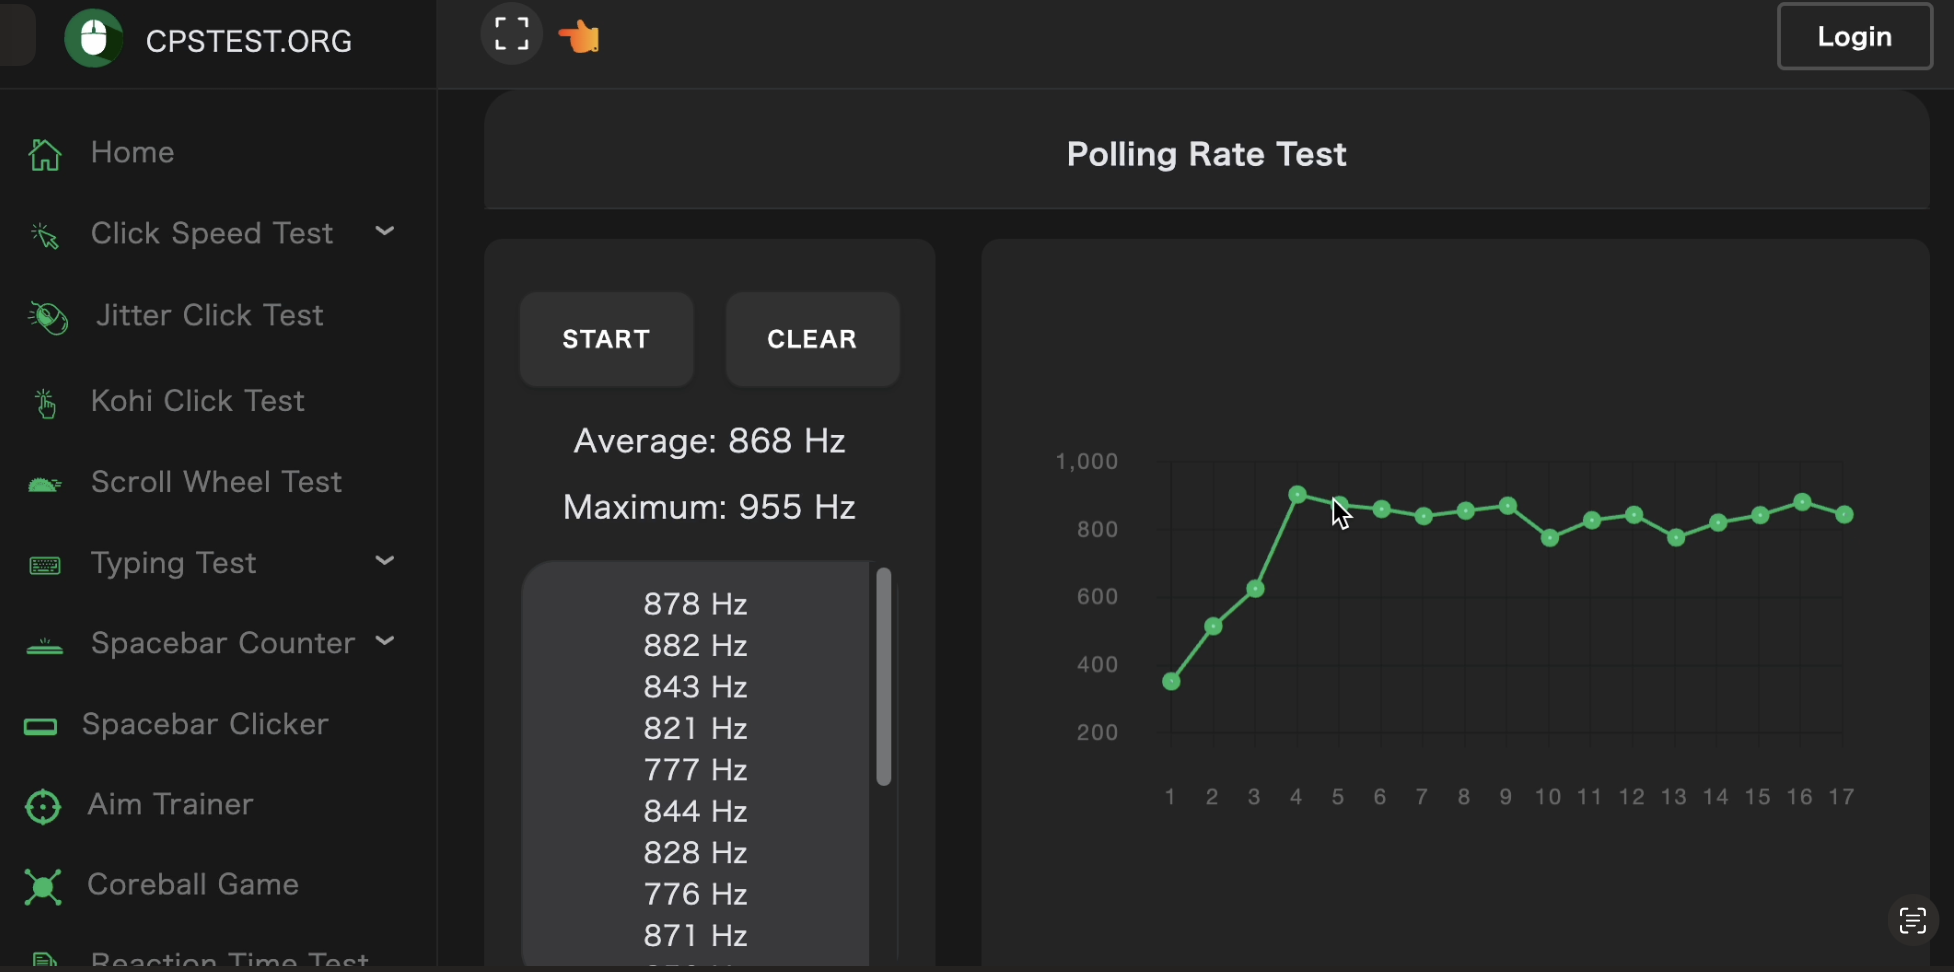 CPSTEST.ORG
Login
Home
Click Speed Test
Jitter Click Test
Kohi Click Test
Scroll Wheel Test
Typing Test
Spacebar Counter
Spacebar Clicker
Aim Trainer
Coreball Game
Reaction Time Test
Polling Rate Test
START CLEAR
Average: 868 Hz
Maximum: 955 Hz
878 Hz
882 Hz
843 Hz
821 Hz
777 Hz
844 Hz
828 Hz
776 Hz
871 Hz
1,000
800
600
400
200
1 2 3 4 5 6 7 8 9 10 11 12 13 14 15 16 17